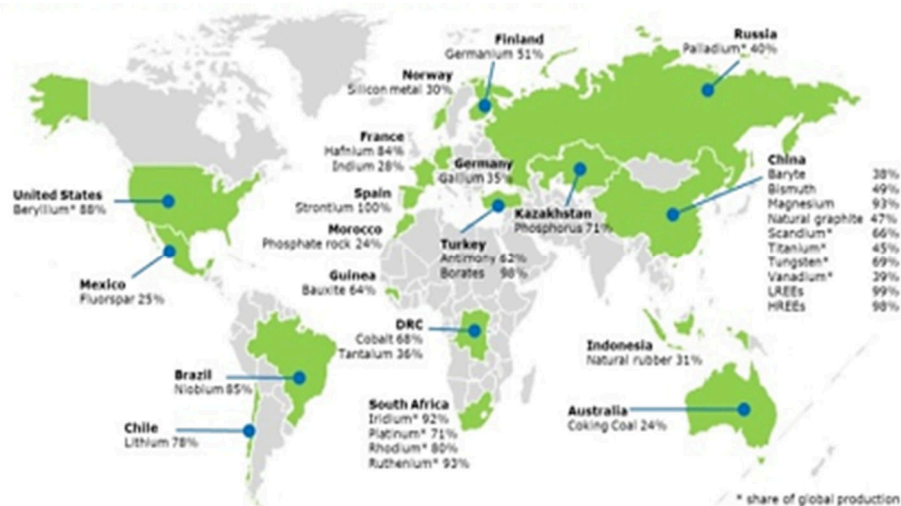 Finland
Germanium 51%
Russia
Palladium* 40%
Norway
Silicon metal 30%
France
Hafnium 84%
Indium 28%
Germany
Gallium 35%
China
Baryte 38%
Bismuth 49%
Magnesium 93%
Natural graphite 47%
Scandium* 66%
Titanium* 45%
Tungsten* 69%
Vanadium* 39%
LREEs 99%
HREEs 98%
United States
Beryllium* 88%
Spain
Strontium 100%
Kazakhstan
Phosphorus 71%
Morocco
Phosphate rock 24%
Turkey
Antimony 62%
Borates 98%
Mexico
Fluorspar 25%
Guinea
Bauxite 64%
DRC
Cobalt 68%
Tantalum 36%
Indonesia
Natural rubber 31%
Brazil
Niobium 85%
South Africa
Iridium* 92%
Platinum* 71%
Rhodium* 80%
Ruthenium* 93%
Australia
Coking Coal 24%
Chile
Lithium 78%
* share of global production